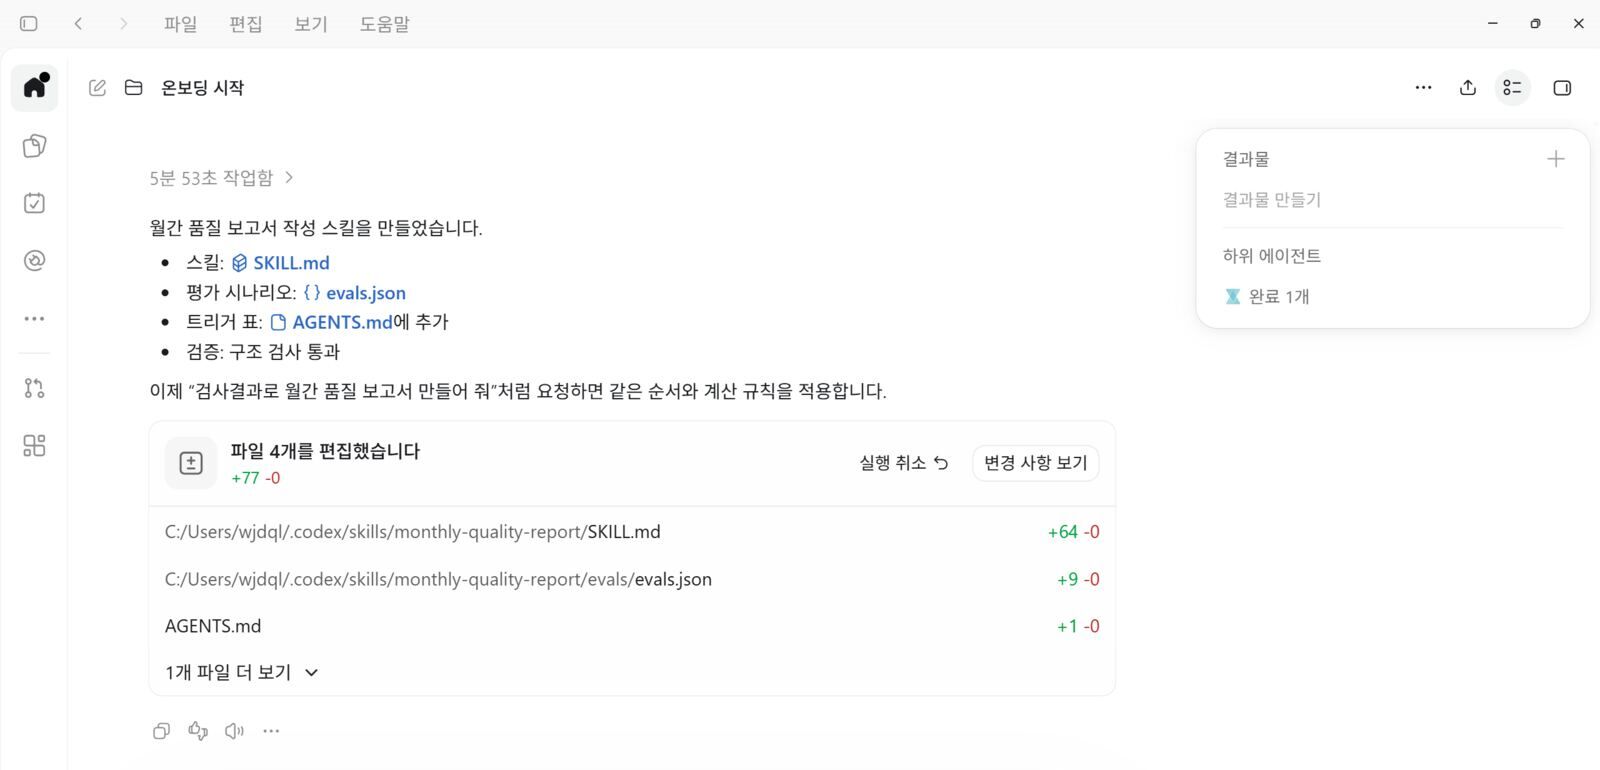 파일 편집 보기 도움말
온보딩 시작
결과물
결과물 만들기
하위 에이전트
완료 1개
5분 53초 작업함
월간 품질 보고서 작성 스킬을 만들었습니다.
• 스킬: SKILL.md
• 평가 시나리오: {} evals.json
• 트리거 표: AGENTS.md에 추가
• 검증: 구조 검사 통과
이제 “검사결과로 월간 품질 보고서 만들어 줘”처럼 요청하면 같은 순서와 계산 규칙을 적용합니다.
파일 4개를 편집했습니다
+77 -0
실행 취소 변경 사항 보기
C:/Users/wjdql/.codex/skills/monthly-quality-report/SKILL.md +64 -0
C:/Users/wjdql/.codex/skills/monthly-quality-report/evals/evals.json +9 -0
AGENTS.md +1 -0
1개 파일 더 보기